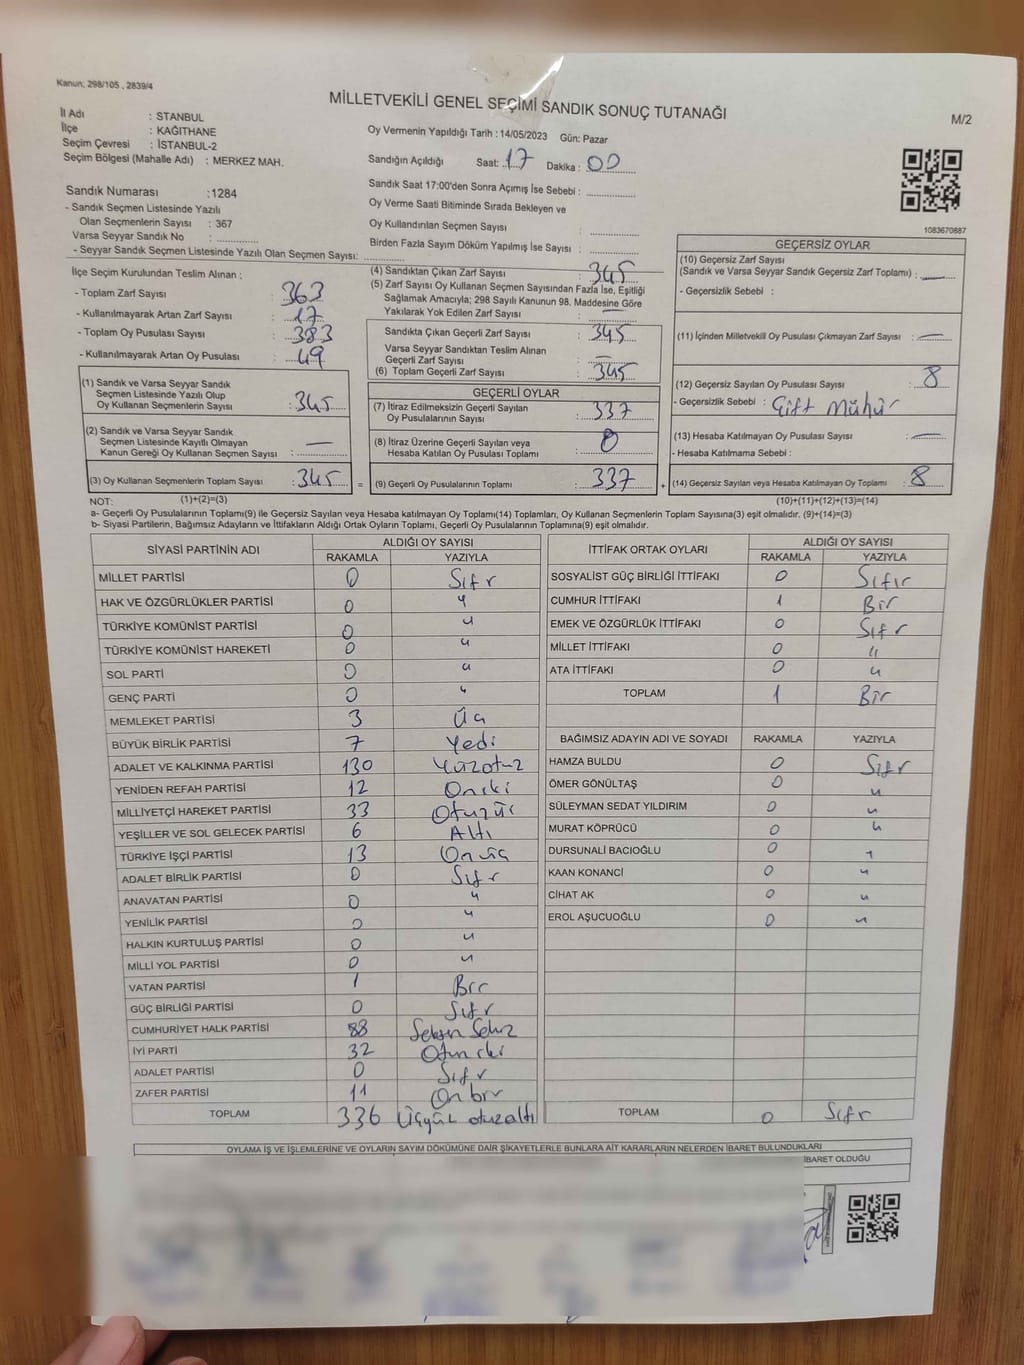 Kanun; 298/105 , 2839/4
MİLLETVEKİLİ GENEL SEÇİMİ SANDIK SONUÇ TUTANAĞI
M/2
İl Adı : STANBUL
İlçe : KAĞITHANE
Seçim Çevresi : İSTANBUL-2
Seçim Bölgesi (Mahalle Adı) : MERKEZ MAH.
Oy Vermenin Yapıldığı Tarih : 14/05/2023 Gün: Pazar
Sandığın Açıldığı Saat: 17 Dakika : 00
Sandık Saat 17:00'den Sonra Açımış İse Sebebi :
Oy Verme Saati Bitiminde Sırada Bekleyen ve
Oy Kullandırılan Seçmen Sayısı :
Birden Fazla Sayım Döküm Yapılmış İse Sayısı :
Sandık Numarası :1284
- Sandık Seçmen Listesinde Yazılı
Olan Seçmenlerin Sayısı : 367
Varsa Seyyar Sandık No :
- Seyyar Sandık Seçmen Listesinde Yazılı Olan Seçmen Sayısı:
1083670887
İlçe Seçim Kurulundan Teslim Alınan :
- Toplam Zarf Sayısı : 363
- Kullanılmayarak Artan Zarf Sayısı : 17
- Toplam Oy Pusulası Sayısı : 383
- Kullanılmayarak Artan Oy Pusulası : 49
(1) Sandık ve Varsa Seyyar Sandık
Seçmen Listesinde Yazılı Olup
Oy Kullanan Seçmenlerin Sayısı : 345
(2) Sandık ve Varsa Seyyar Sandık
Seçmen Listesinde Kayıtlı Olmayan
Kanun Gereği Oy Kullanan Seçmen Sayısı : —
(3) Oy Kullanan Seçmenlerin Toplam Sayısı : 345 =
(4) Sandıktan Çıkan Zarf Sayısı : 345
(5) Zarf Sayısı Oy Kullanan Seçmen Sayısından Fazla İse, Eşitliği
Sağlamak Amacıyla; 298 Sayılı Kanunun 98. Maddesine Göre
Yakılarak Yok Edilen Zarf Sayısı : —
Sandıkta Çıkan Geçerli Zarf Sayısı : 345
Varsa Seyyar Sandıktan Teslim Alınan
Geçerli Zarf Sayısı : —
(6) Toplam Geçerli Zarf Sayısı : 345
GEÇERLİ OYLAR
(7) İtiraz Edilmeksizin Geçerli Sayılan
Oy Pusulalarının Sayısı : 337
(8) İtiraz Üzerine Geçerli Sayılan veya
Hesaba Katılan Oy Pusulası Toplamı : 0
(9) Geçerli Oy Pusulalarının Toplamı : 337 +
GEÇERSİZ OYLAR
(10) Geçersiz Zarf Sayısı
(Sandık ve Varsa Seyyar Sandık Geçersiz Zarf Toplamı) : —
- Geçersizlik Sebebi :
(11) İçinden Milletvekili Oy Pusulası Çıkmayan Zarf Sayısı : —
(12) Geçersiz Sayılan Oy Pusulası Sayısı : 8
- Geçersizlik Sebebi : Çift Mühür
(13) Hesaba Katılmayan Oy Pusulası Sayısı : —
- Hesaba Katılmama Sebebi :
(14) Geçersiz Sayılan veya Hesaba Katılmayan Oy Toplamı : 8
NOT: (1)+(2)=(3) (10)+(11)+(12)+(13)=(14)
a- Geçerli Oy Pusulalarının Toplamı(9) ile Geçersiz Sayılan veya Hesaba katılmayan Oy Toplamı(14) Toplamları, Oy Kullanan Seçmenlerin Toplam Sayısına(3) eşit olmalıdır. (9)+(14)=(3)
b- Siyasi Partilerin, Bağımsız Adayların ve İttifakların Aldığı Ortak Oyların Toplamı, Geçerli Oy Pusulalarının Toplamına(9) eşit olmalıdır.
SİYASİ PARTİNİN ADI ALDIĞI OY SAYISI
RAKAMLA YAZIYLA
MİLLET PARTİSİ 0 Sıfr
HAK VE ÖZGÜRLÜKLER PARTİSİ 0 "
TÜRKİYE KOMÜNİST PARTİSİ 0 "
TÜRKİYE KOMÜNİST HAREKETİ 0 "
SOL PARTİ 0 "
GENÇ PARTİ 0 "
MEMLEKET PARTİSİ 3 Üç
BÜYÜK BİRLİK PARTİSİ 7 Yedi
ADALET VE KALKINMA PARTİSİ 130 Yüzotuz
YENİDEN REFAH PARTİSİ 12 Oniki
MİLLİYETÇİ HAREKET PARTİSİ 33 Otuzüç
YEŞİLLER VE SOL GELECEK PARTİSİ 6 Altı
TÜRKİYE İŞÇİ PARTİSİ 13 Onüç
ADALET BİRLİK PARTİSİ 0 Sıfr
ANAVATAN PARTİSİ 0 "
YENİLİK PARTİSİ 0 "
HALKIN KURTULUŞ PARTİSİ 0 "
MİLLİ YOL PARTİSİ 0 "
VATAN PARTİSİ 1 Bir
GÜÇ BİRLİĞİ PARTİSİ 0 Sıfr
CUMHURİYET HALK PARTİSİ 88 Seksen Sekiz
İYİ PARTİ 32 Otuziki
ADALET PARTİSİ 0 Sıfr
ZAFER PARTİSİ 11 Onbir
TOPLAM 336 Üçyüz otuzaltı
İTTİFAK ORTAK OYLARI ALDIĞI OY SAYISI
RAKAMLA YAZIYLA
SOSYALİST GÜÇ BİRLİĞİ İTTİFAKI 0 Sıfır
CUMHUR İTTİFAKI 1 Bir
EMEK VE ÖZGÜRLÜK İTTİFAKI 0 Sıfr
MİLLET İTTİFAKI 0 "
ATA İTTİFAKI 0 "
TOPLAM 1 Bir
BAĞIMSIZ ADAYIN ADI VE SOYADI RAKAMLA YAZIYLA
HAMZA BULDU 0 Sıfr
ÖMER GÖNÜLTAŞ 0 "
SÜLEYMAN SEDAT YILDIRIM 0 "
MURAT KÖPRÜCÜ 0 "
DURSUNALİ BACIOĞLU 0 "
KAAN KONANCİ 0 "
CİHAT AK 0 "
EROL AŞUCUOĞLU 0 "
TOPLAM 0 Sıfr
OYLAMA İŞ VE İŞLEMLERİNE VE OYLARIN SAYIM DÖKÜMÜNE DAİR ŞİKAYETLERLE BUNLARA AİT KARARLARIN NELERDEN İBARET BULUNDUKLARI
İBARET OLDUĞU